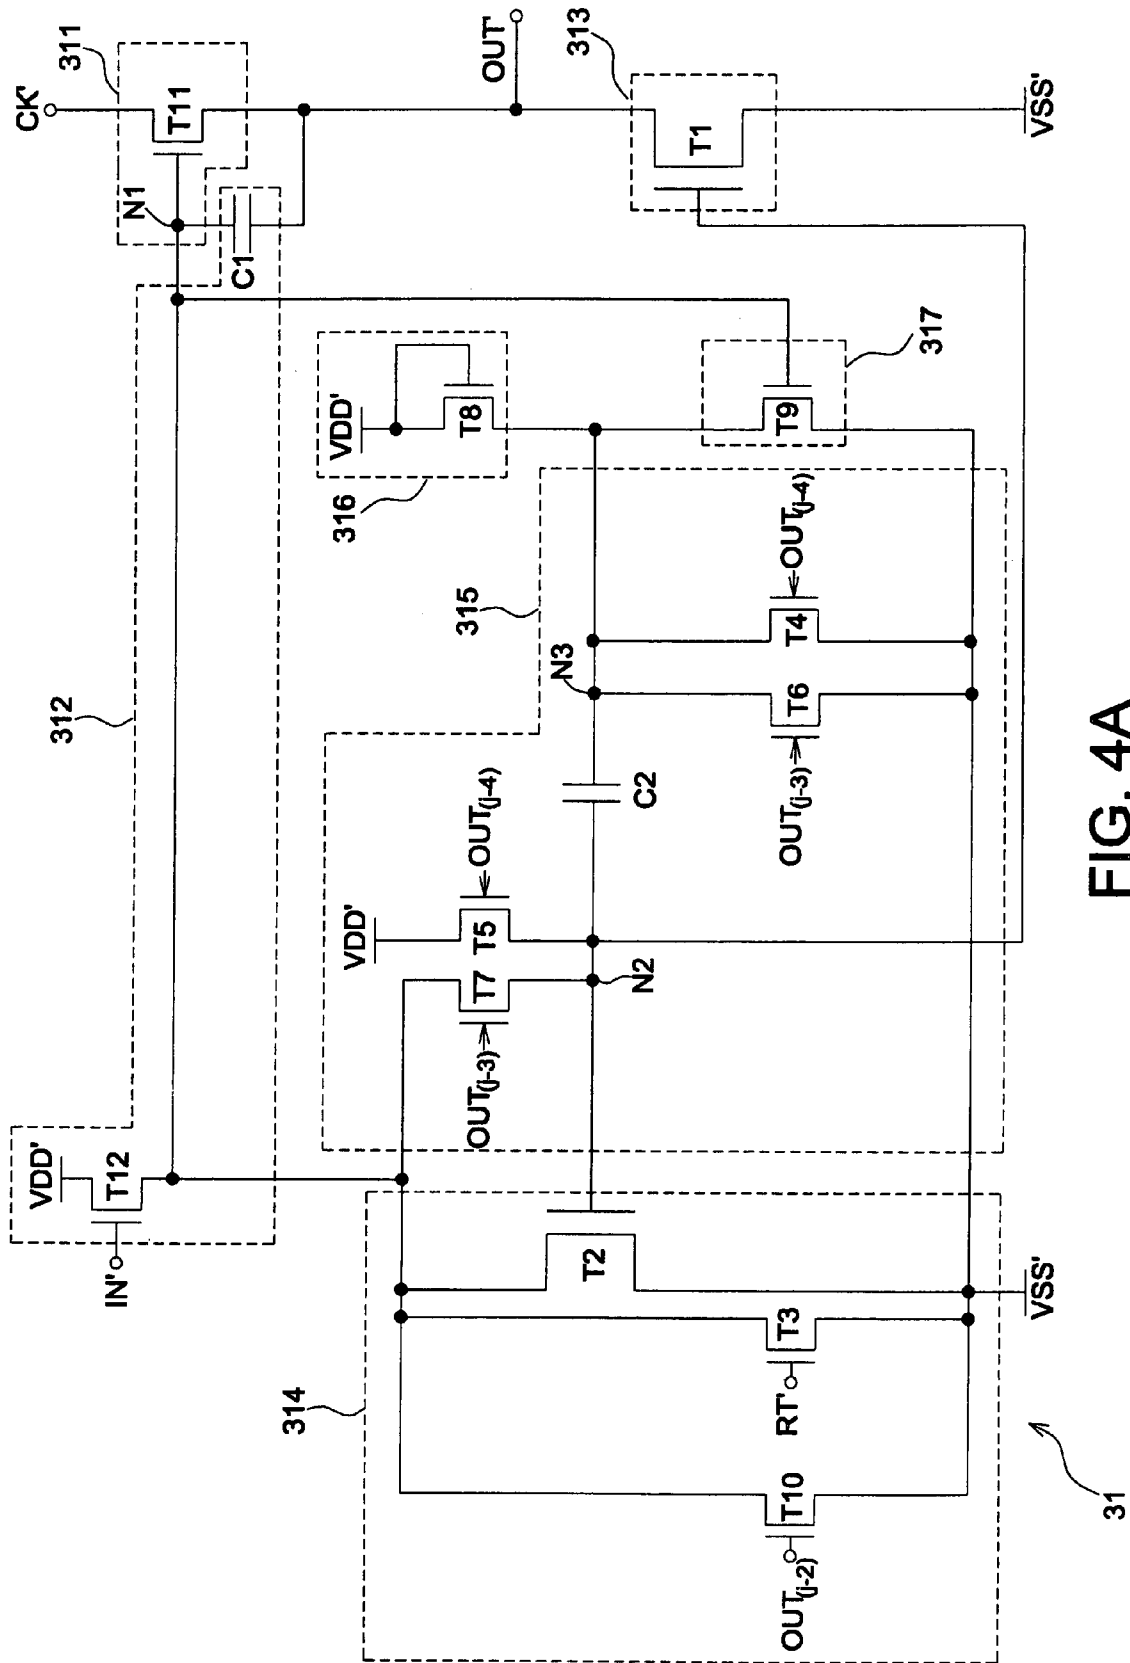 CK'
311
T11
N1
C1
312
OUT'
313
T1
VSS'
VDD'
T8
316
T9
317
315
OUT(j-4)
T4
N3
T6
OUT(j-3)
C2
VDD'
OUT(j-4)
T5
T7
N2
OUT(j-3)
VDD'
T12
IN'
T2
T3
VSS'
314
RT'
T10
OUT(j-2)
31
FIG. 4A